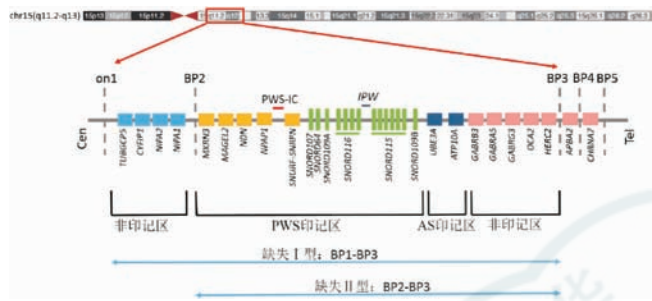 chr15(q11.2-q13)
on1
BP2
BP3
BP4
BP5
PWS-IC
IPW
Cen
Tel
TUBGCP5
CYFIP1
NIPA2
NIPA1
MKRN3
MAGEL2
NDN
NPAP1
SNURF-SNRPN
SNORD107
SNORD64
SNORD109A
SNORD116
SNORD115
SNORD109B
UBE3A
ATP10A
GABRB3
GABRA5
GABRG3
OCA2
HERC2
APBA2
CHRNA7
非印记区
PWS印记区
AS印记区
非印记区
缺失Ⅰ型：BP1-BP3
缺失Ⅱ型：BP2-BP3